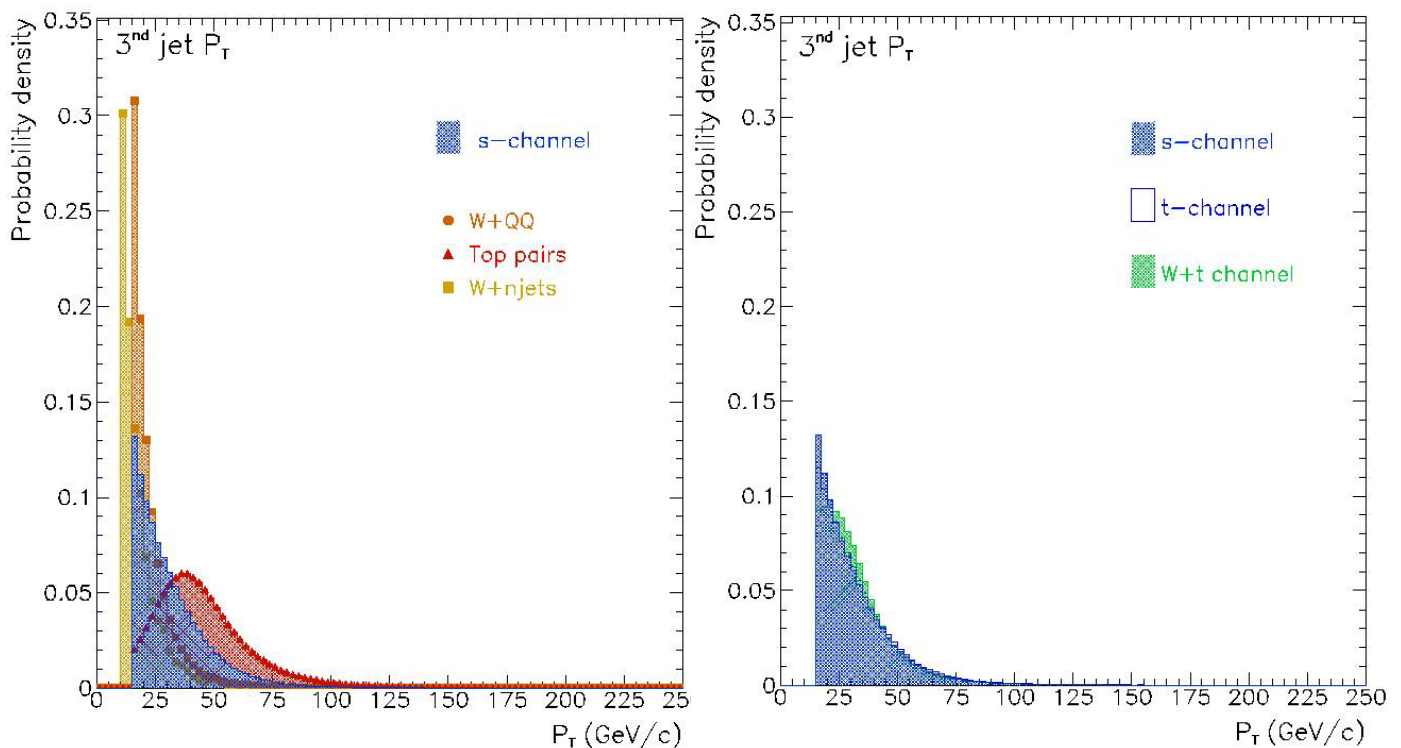 3nd jet PT
Probability density
0.35
0.3
0.25
0.2
0.15
0.1
0.05
0
s-channel
W+QQ
Top pairs
W+njets
0 25 50 75 100 125 150 175 200 225 250
PT (GeV/c)
3nd jet PT
Probability density
0.35
0.3
0.25
0.2
0.15
0.1
0.05
0
s-channel
t-channel
W+t channel
0 25 50 75 100 125 150 175 200 225 250
PT (GeV/c)